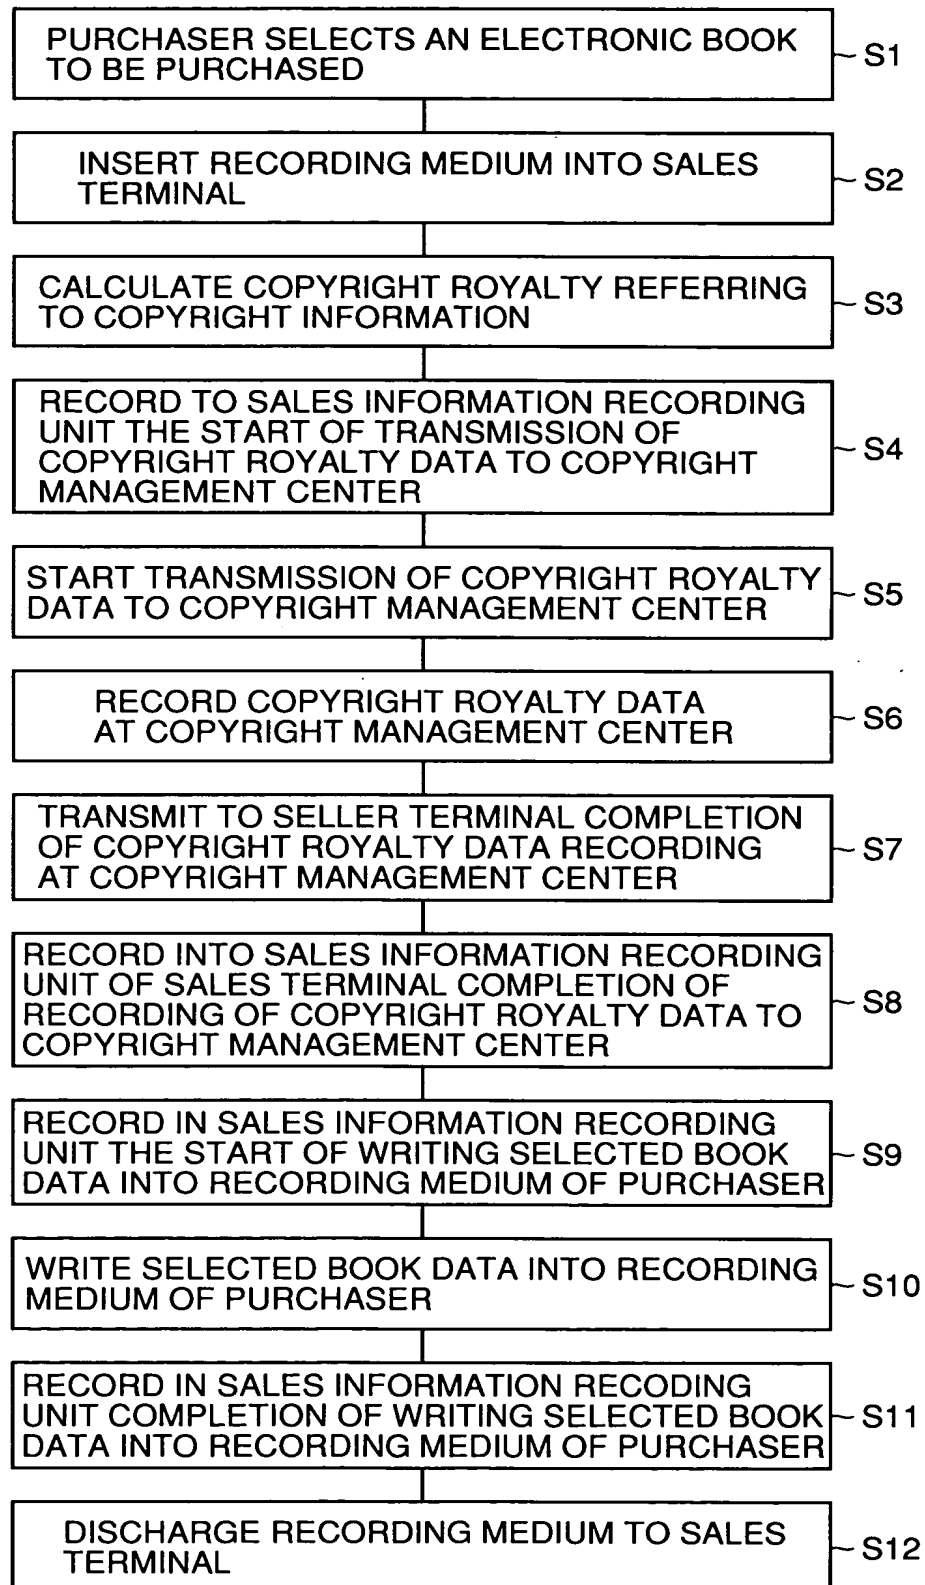 PURCHASER SELECTS AN ELECTRONIC BOOK
TO BE PURCHASED
S1
INSERT RECORDING MEDIUM INTO SALES
TERMINAL
S2
CALCULATE COPYRIGHT ROYALTY REFERRING
TO COPYRIGHT INFORMATION
S3
RECORD TO SALES INFORMATION RECORDING
UNIT THE START OF TRANSMISSION OF
COPYRIGHT ROYALTY DATA TO COPYRIGHT
MANAGEMENT CENTER
S4
START TRANSMISSION OF COPYRIGHT ROYALTY
DATA TO COPYRIGHT MANAGEMENT CENTER
S5
RECORD COPYRIGHT ROYALTY DATA
AT COPYRIGHT MANAGEMENT CENTER
S6
TRANSMIT TO SELLER TERMINAL COMPLETION
OF COPYRIGHT ROYALTY DATA RECORDING
AT COPYRIGHT MANAGEMENT CENTER
S7
RECORD INTO SALES INFORMATION RECORDING
UNIT OF SALES TERMINAL COMPLETION OF
RECORDING OF COPYRIGHT ROYALTY DATA TO
COPYRIGHT MANAGEMENT CENTER
S8
RECORD IN SALES INFORMATION RECORDING
UNIT THE START OF WRITING SELECTED BOOK
DATA INTO RECORDING MEDIUM OF PURCHASER
S9
WRITE SELECTED BOOK DATA INTO RECORDING
MEDIUM OF PURCHASER
S10
RECORD IN SALES INFORMATION RECODING
UNIT COMPLETION OF WRITING SELECTED BOOK
DATA INTO RECORDING MEDIUM OF PURCHASER
S11
DISCHARGE RECORDING MEDIUM TO SALES
TERMINAL
S12